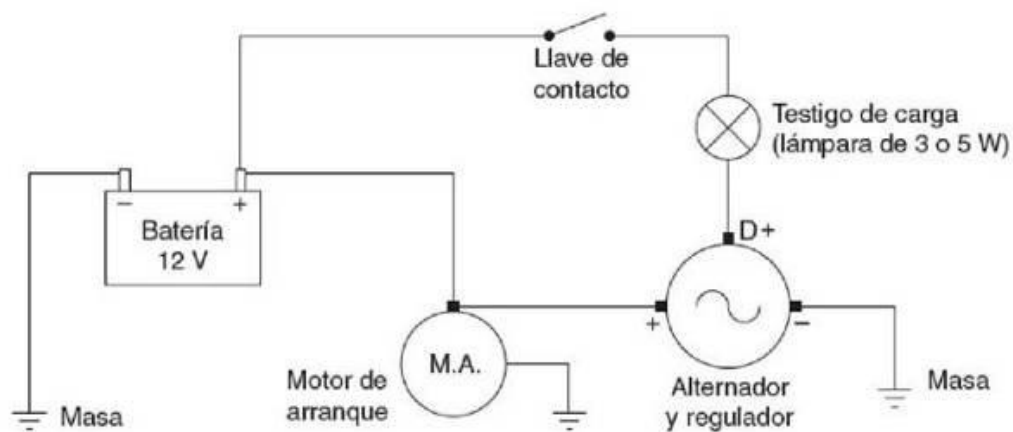 Llave de
contacto
Testigo de carga
(lámpara de 3 o 5 W)
− +
Batería
12 V
D+
+ −
M.A.
Motor de
arranque
Alternador
y regulador
Masa
Masa